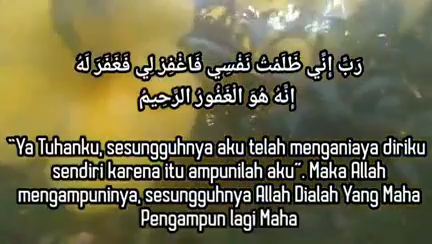 رَبِّ إِنِّي ظَلَمْتُ نَفْسِي فَاغْفِرْ لِي فَغَفَرَ لَهُ
إِنَّهُ هُوَ الْغَفُورُ الرَّحِيمُ
"Ya Tuhanku, sesungguhnya aku telah menganiaya diriku
sendiri karena itu ampunilah aku". Maka Allah
mengampuninya, sesungguhnya Allah Dialah Yang Maha
Pengampun lagi Maha